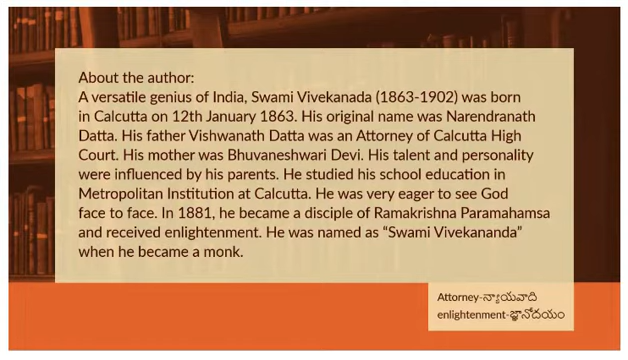 About the author:
A versatile genius of India, Swami Vivekanada (1863-1902) was born
in Calcutta on 12th January 1863. His original name was Narendranath
Datta. His father Vishwanath Datta was an Attorney of Calcutta High
Court. His mother was Bhuvaneshwari Devi. His talent and personality
were influenced by his parents. He studied his school education in
Metropolitan Institution at Calcutta. He was very eager to see God
face to face. In 1881, he became a disciple of Ramakrishna Paramahamsa
and received enlightenment. He was named as “Swami Vivekananda”
when he became a monk.
Attorney-న్యాయవాది
enlightenment-జ్ఞానోదయం